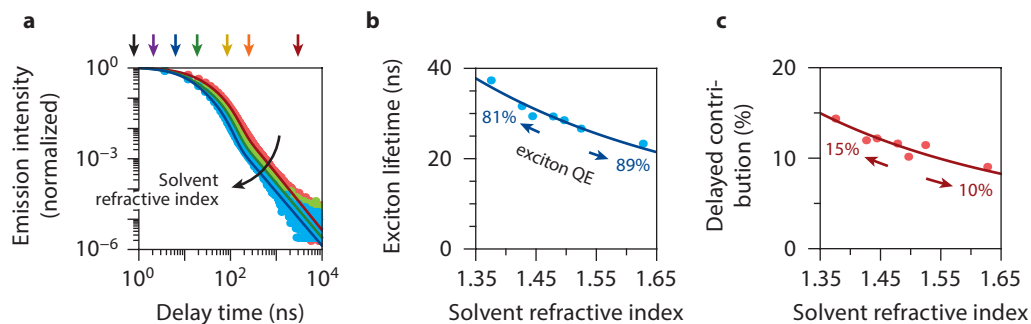 a
Emission intensity
(normalized)
10^0
10^-3
10^-6
Solvent
refractive index
10^0
10^2
10^4
Delay time (ns)
b
Exciton lifetime (ns)
40
20
0
81%
exciton QE
89%
1.35
1.45
1.55
1.65
Solvent refractive index
c
Delayed contri-
bution (%)
20
10
0
15%
10%
1.35
1.45
1.55
1.65
Solvent refractive index